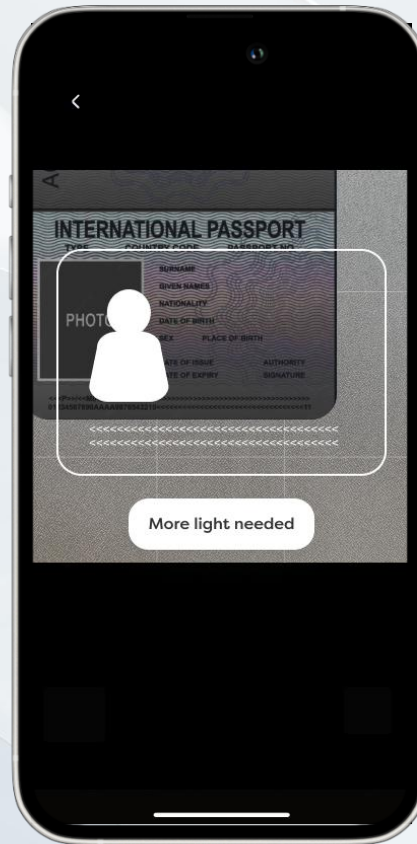 A
INTERNATIONAL PASSPORT
TYPE COUNTRY CODE PASSPORT NO.
SURNAME
GIVEN NAMES
PHOTO
NATIONALITY
DATE OF BIRTH
SEX PLACE OF BIRTH
DATE OF ISSUE AUTHORITY
DATE OF EXPIRY SIGNATURE
<<<<<<<<<<<<<<<<<<<<<<<<<<<<<<<<<<<<<<<
<<<<<<<<<<<<<<<<<<<<<<<<<<<<<<<<<<<<<<<
More light needed